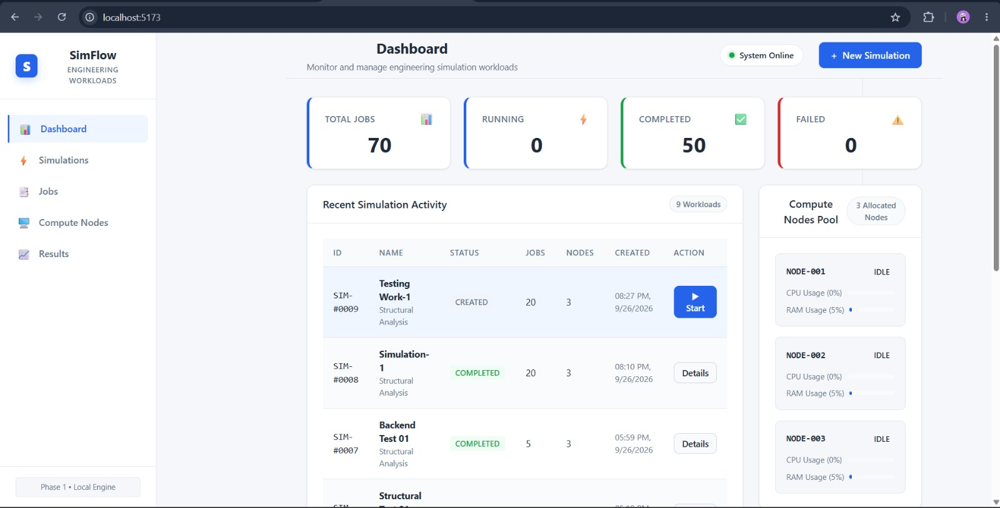 localhost:5173
S
SimFlow
ENGINEERING
WORKLOADS
Dashboard
Simulations
Jobs
Compute Nodes
Results
Phase 1 • Local Engine
Dashboard
Monitor and manage engineering simulation workloads
System Online
+ New Simulation
TOTAL JOBS
70
RUNNING
0
COMPLETED
50
FAILED
0
Recent Simulation Activity
9 Workloads
ID NAME STATUS JOBS NODES CREATED ACTION
SIM-
#0009
Testing
Work-1
Structural
Analysis
CREATED
20
3
08:27 PM,
9/26/2026
Start
SIM-
#0008
Simulation-
1
Structural
Analysis
COMPLETED
20
3
08:10 PM,
9/26/2026
Details
SIM-
#0007
Backend
Test 01
Structural
Analysis
COMPLETED
5
3
05:59 PM,
9/26/2026
Details
Structural
Compute
Nodes Pool
3 Allocated
Nodes
NODE-001 IDLE
CPU Usage (0%)
RAM Usage (5%)
NODE-002 IDLE
CPU Usage (0%)
RAM Usage (5%)
NODE-003 IDLE
CPU Usage (0%)
RAM Usage (5%)